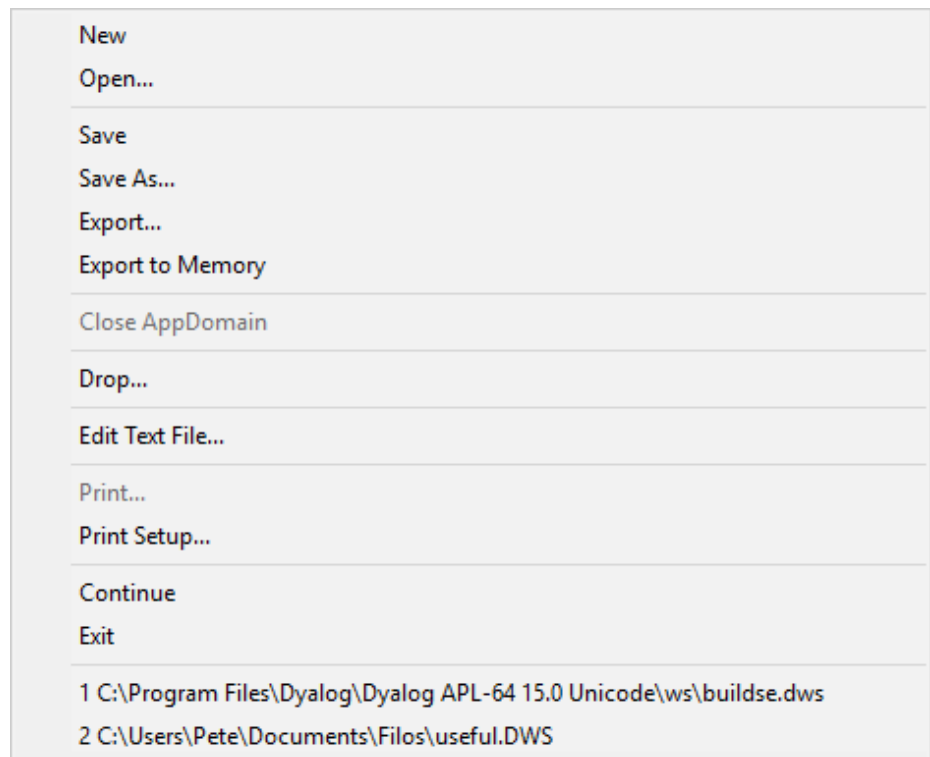 New
Open...
Save
Save As...
Export...
Export to Memory
Close AppDomain
Drop...
Edit Text File...
Print...
Print Setup...
Continue
Exit
1 C:\Program Files\Dyalog\Dyalog APL-64 15.0 Unicode\ws\buildse.dws
2 C:\Users\Pete\Documents\Filos\useful.DWS